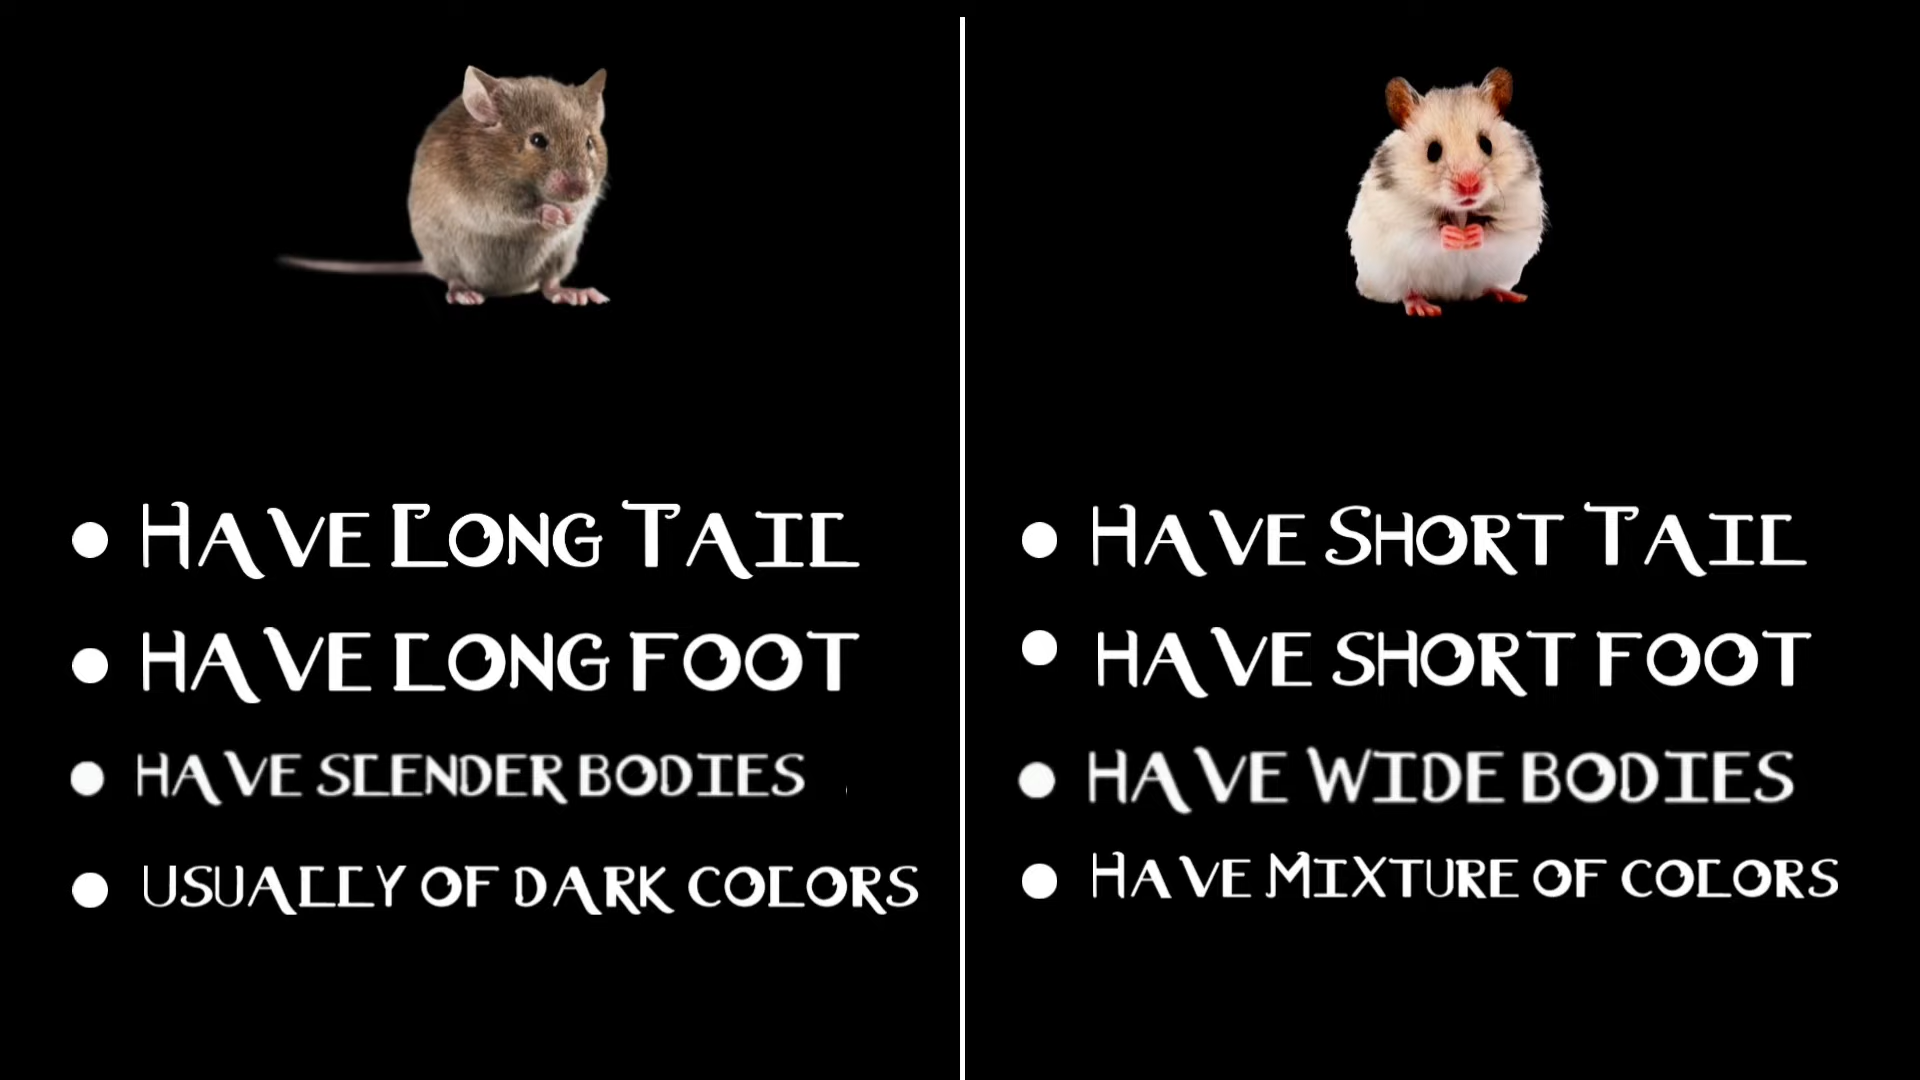 Have Long Tail
Have Long Foot
Have Slender Bodies
Usually of dark colors
Have Short Tail
Have Short Foot
Have Wide Bodies
Have Mixture of colors